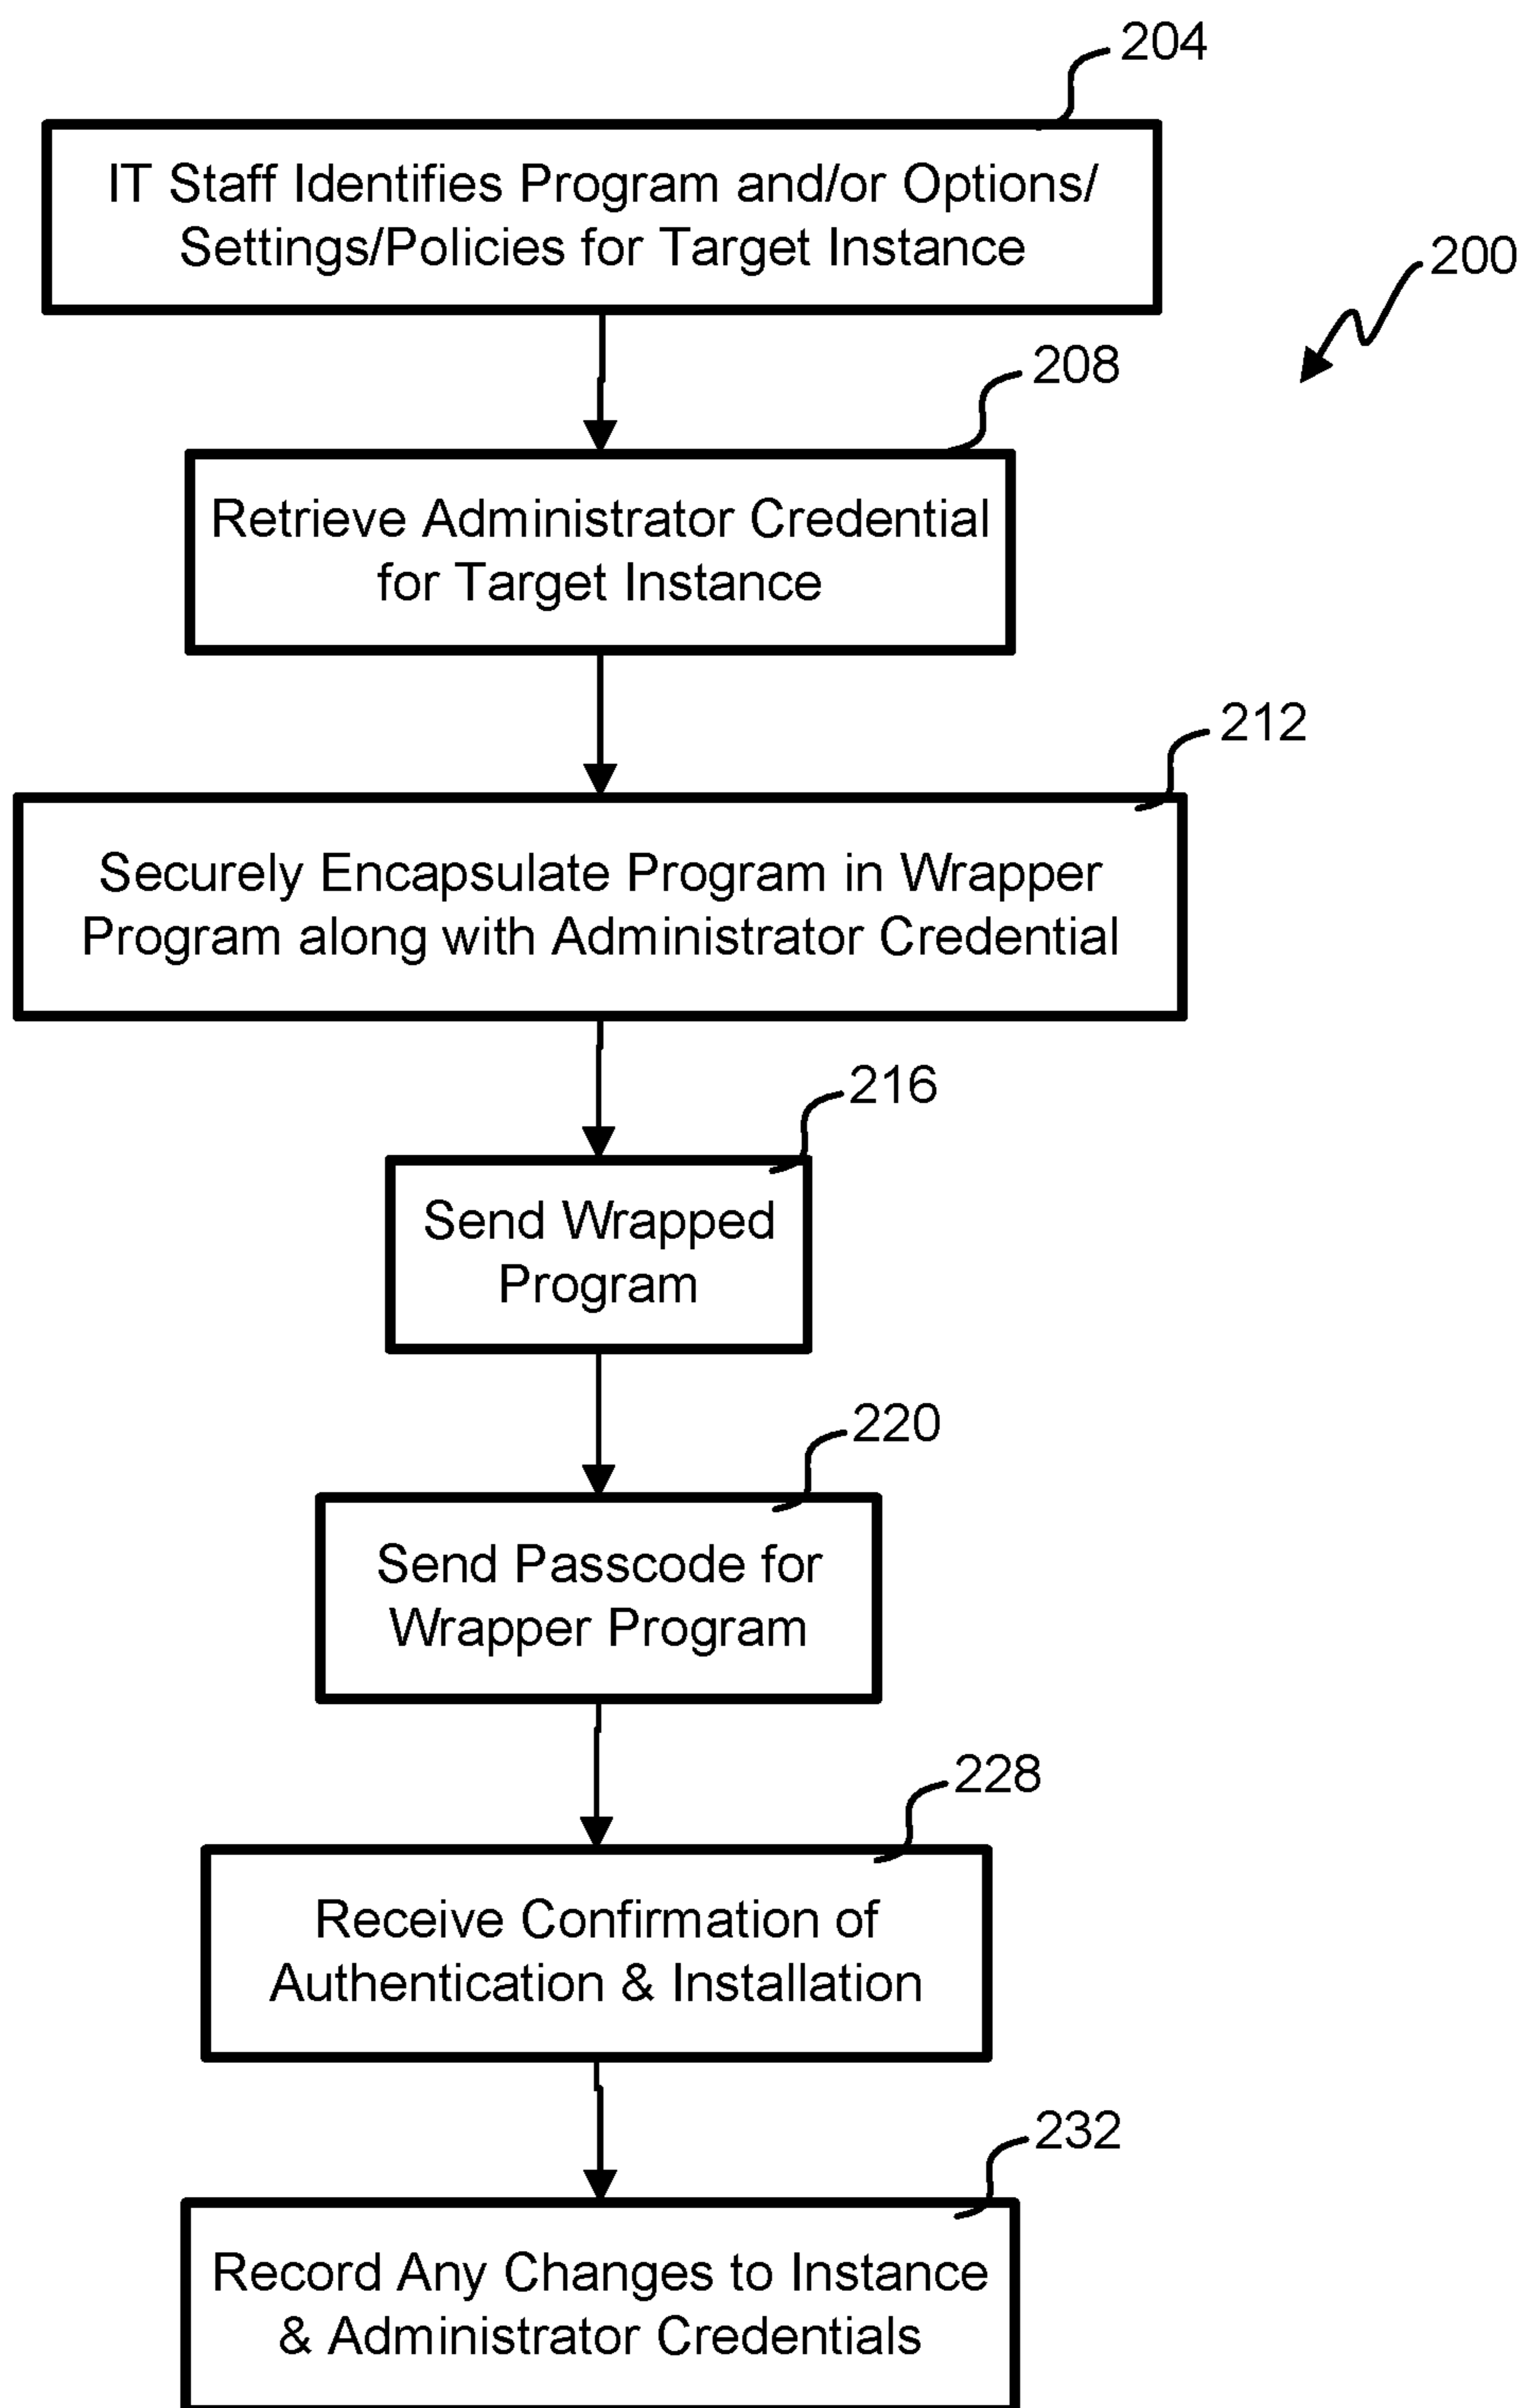 204
IT Staff Identifies Program and/or Options/
Settings/Policies for Target Instance
200
208
Retrieve Administrator Credential
for Target Instance
212
Securely Encapsulate Program in Wrapper
Program along with Administrator Credential
216
Send Wrapped
Program
220
Send Passcode for
Wrapper Program
228
Receive Confirmation of
Authentication & Installation
232
Record Any Changes to Instance
& Administrator Credentials